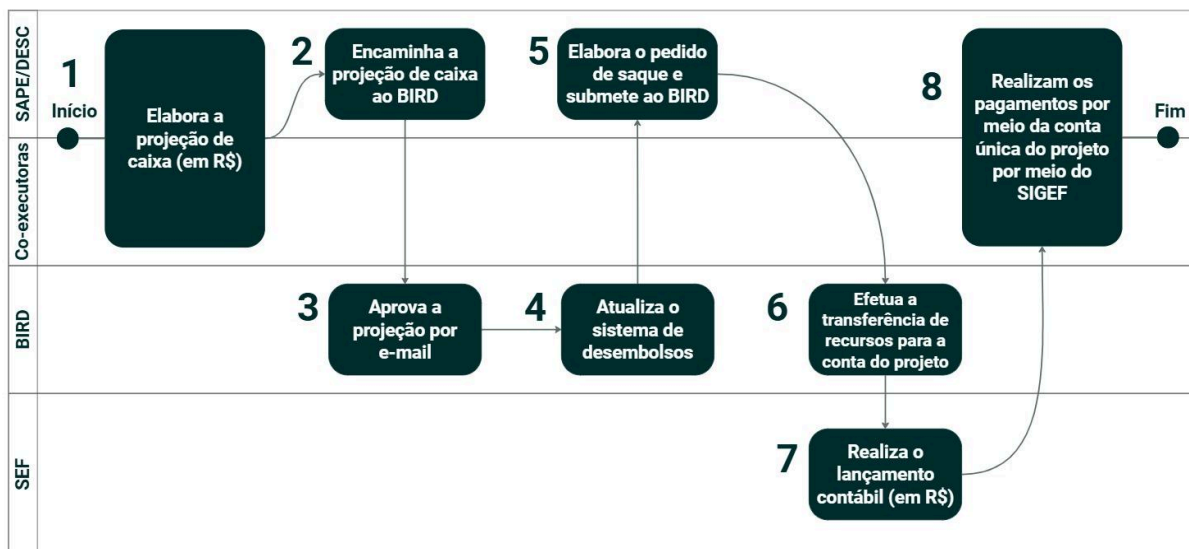 SAPE/DESC
Co-executoras
BIRD
SEF
1
Início
Elabora a
projeção de
caixa (em R$)
2
Encaminha a
projeção de caixa
ao BIRD
3
Aprova a
projeção por
e-mail
4
Atualiza o
sistema de
desembolsos
5
Elabora o pedido
de saque e
submete ao BIRD
6
Efetua a
transferência de
recursos para a
conta do projeto
7
Realiza o
lançamento
contábil (em R$)
8
Realizam os
pagamentos por
meio da conta
única do projeto
por meio do
SIGEF
Fim